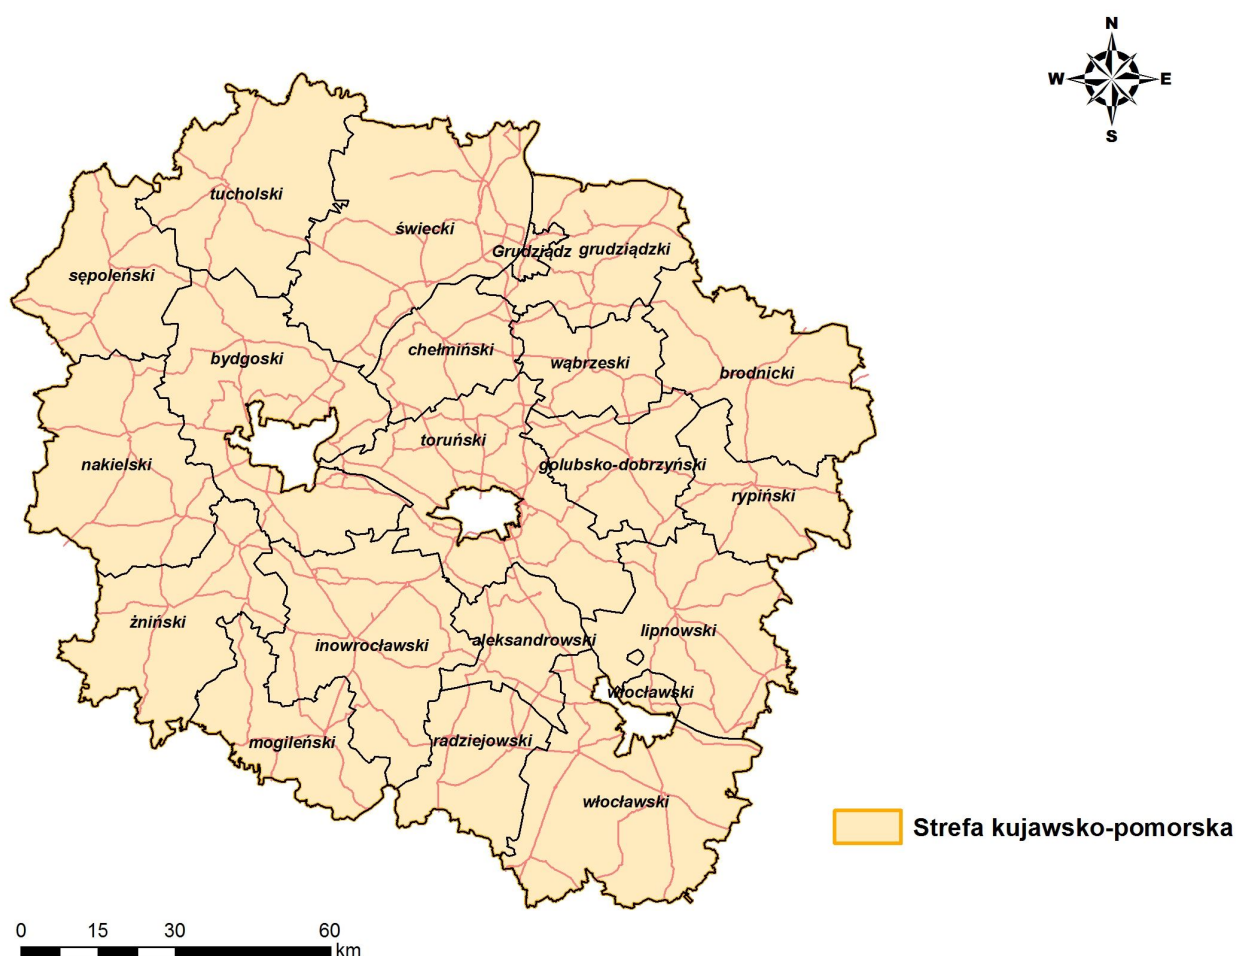 N
W E
S
tucholski
świecki
Grudziądz grudziądzki
sępoleński
bydgoski
chełmiński
wąbrzeski
brodnicki
toruński
nakielski
golubsko-dobrzyński
rypiński
żniński
inowrocławski
aleksandrowski
lipnowski
włocławski
mogileński
radziejowski
włocławski
Strefa kujawsko-pomorska
0 15 30 60
km